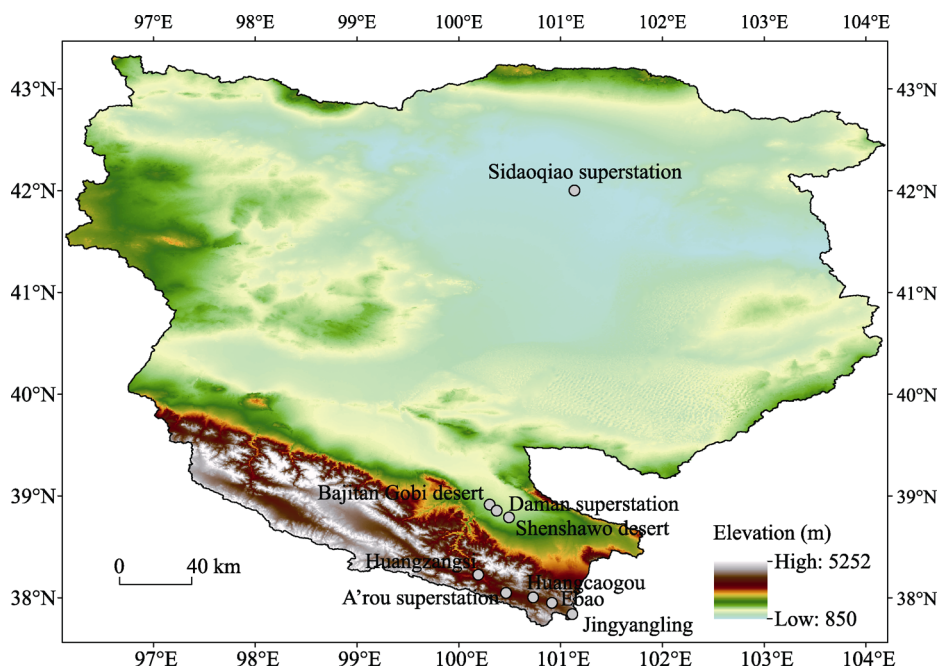 97°E 98°E 99°E 100°E 101°E 102°E 103°E 104°E
43°N 43°N
Sidaoqiao superstation
42°N 42°N
41°N 41°N
40°N 40°N
Bajitan Gobi desert
39°N 39°N
Daman superstation
Shenshawo desert
Elevation (m)
High: 5252
Low: 850
0 40 km
Huangzangsi
Huangcaogou
A'rou superstation
Ebao
38°N 38°N
Jingyangling
97°E 98°E 99°E 100°E 101°E 102°E 103°E 104°E